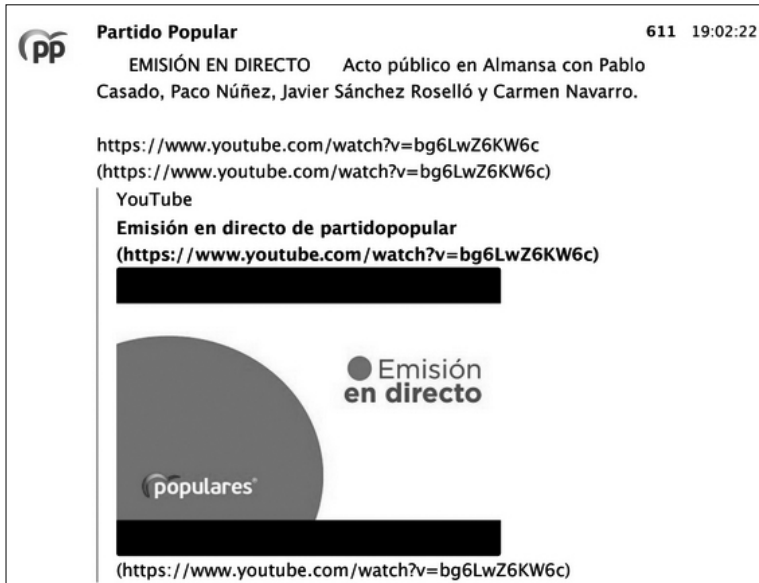 pp
Partido Popular 611 19:02:22
EMISIÓN EN DIRECTO Acto público en Almansa con Pablo
Casado, Paco Núñez, Javier Sánchez Roselló y Carmen Navarro.
https://www.youtube.com/watch?v=bg6LwZ6KW6c
(https://www.youtube.com/watch?v=bg6LwZ6KW6c)
YouTube
Emisión en directo de partidopopular
(https://www.youtube.com/watch?v=bg6LwZ6KW6c)
Emisión
en directo
populares
(https://www.youtube.com/watch?v=bg6LwZ6KW6c)